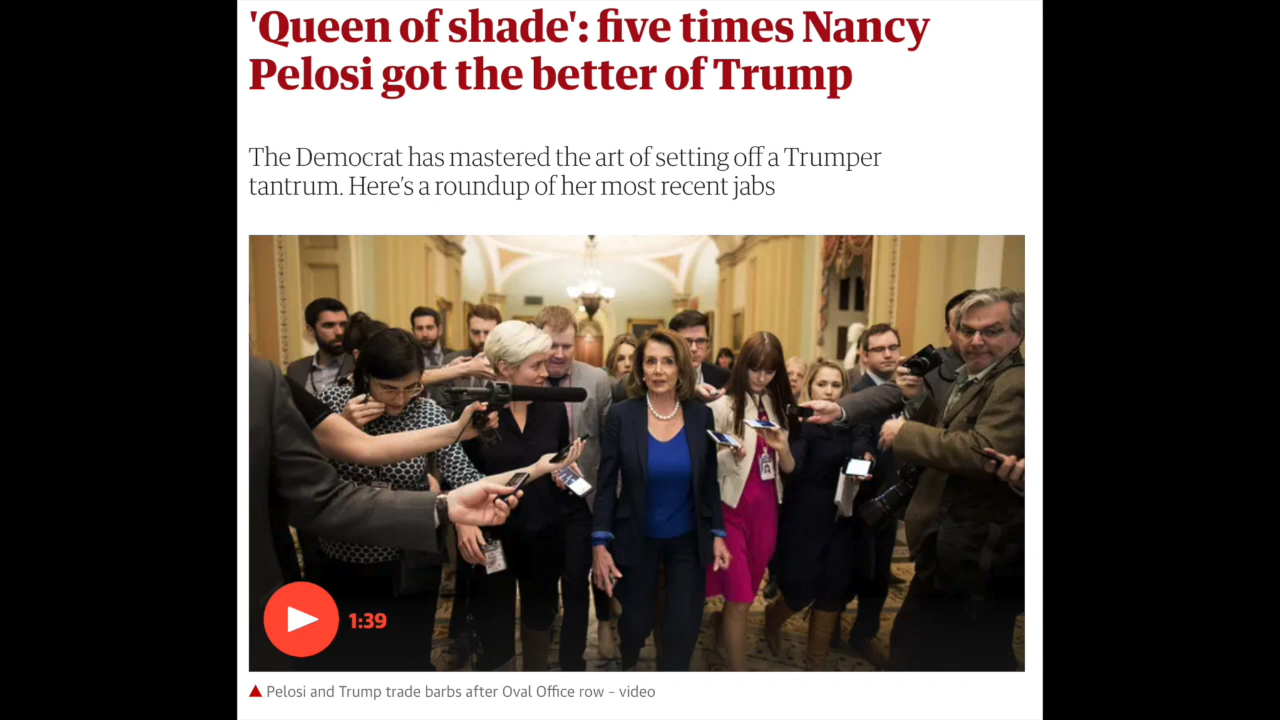 'Queen of shade': five times Nancy
Pelosi got the better of Trump
The Democrat has mastered the art of setting off a Trumper
tantrum. Here's a roundup of her most recent jabs
1:39
Pelosi and Trump trade barbs after Oval Office row – video